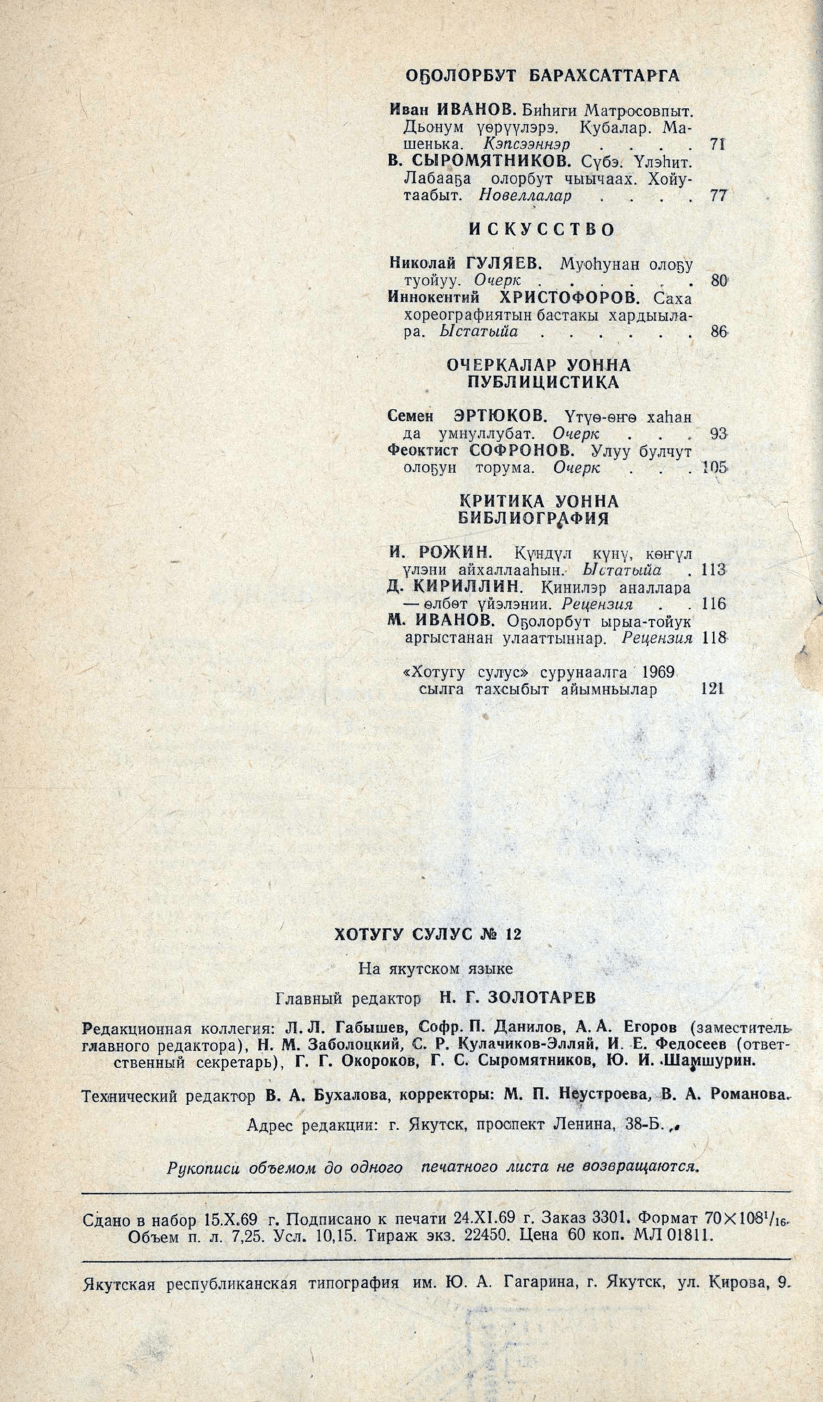 ОҔОЛОРБУТ БАРАХСАТТАРГА
Иван ИВАНОВ. Биһиги Матросовпыт.
Дьонум үөрүүлэрэ. Кубалар. Ма-
шенька. Кэпсээннэр . . . . 71
В. СЫРОМЯТНИКОВ. Сүбэ. Үлэһит.
Лабааҕа олорбут чыычаах. Хойу-
таабыт. Новеллалар . . . . 77
ИСКУССТВО
Николай ГУЛЯЕВ. Муоһунан олоҕу
туойуу. Очерк . . . . . . 80
Иннокентий ХРИСТОФОРОВ. Саха
хореографиятын бастакы хардыыла-
ра. Ыстатыйа . . . . . . 86
ОЧЕРКАЛАР УОННА
ПУБЛИЦИСТИКА
Семен ЭРТЮКОВ. Үтүө-өҥө хаһан
да умнуллубат. Очерк . . . 93
Феоктист СОФРОНОВ. Улуу булчут
олоҕун торума. Очерк . . . 105
КРИТИКА УОННА
БИБЛИОГРАФИЯ
И. РОЖИН. Күндүл күнү, көҥүл
үлэни айхаллааһын. Ыстатыйа . 113
Д. КИРИЛЛИН. Кинилэр аналлара
— өлбөт үйэлэнии. Рецензия . . 116
М. ИВАНОВ. Оҕолорбут ырыа-тойук
аргыстанан улааттыннар. Рецензия 118
«Хотугу сулус» сурунаалга 1969
сылга тахсыбыт айымньылар 121
ХОТУГУ СУЛУС № 12
На якутском языке
Главный редактор Н. Г. ЗОЛОТАРЕВ
Редакционная коллегия: Л. Л. Габышев, Софр. П. Данилов, А. А. Егоров (заместитель
главного редактора), Н. М. Заболоцкий, С. Р. Кулачиков-Элляй, И. Е. Федосеев (ответ-
ственный секретарь), Г. Г. Окороков, Г. С. Сыромятников, Ю. И. Шамшурин.
Технический редактор В. А. Бухалова, корректоры: М. П. Неустроева, В. А. Романова.
Адрес редакции: г. Якутск, проспект Ленина, 38-Б.
Рукописи объемом до одного печатного листа не возвращаются.
Сдано в набор 15.X.69 г. Подписано к печати 24.XI.69 г. Заказ 3301. Формат 70×108¹/₁₆.
Объем п. л. 7,25. Усл. 10,15. Тираж экз. 22450. Цена 60 коп. МЛ 01811.
Якутская республиканская типография им. Ю. А. Гагарина, г. Якутск, ул. Кирова, 9.